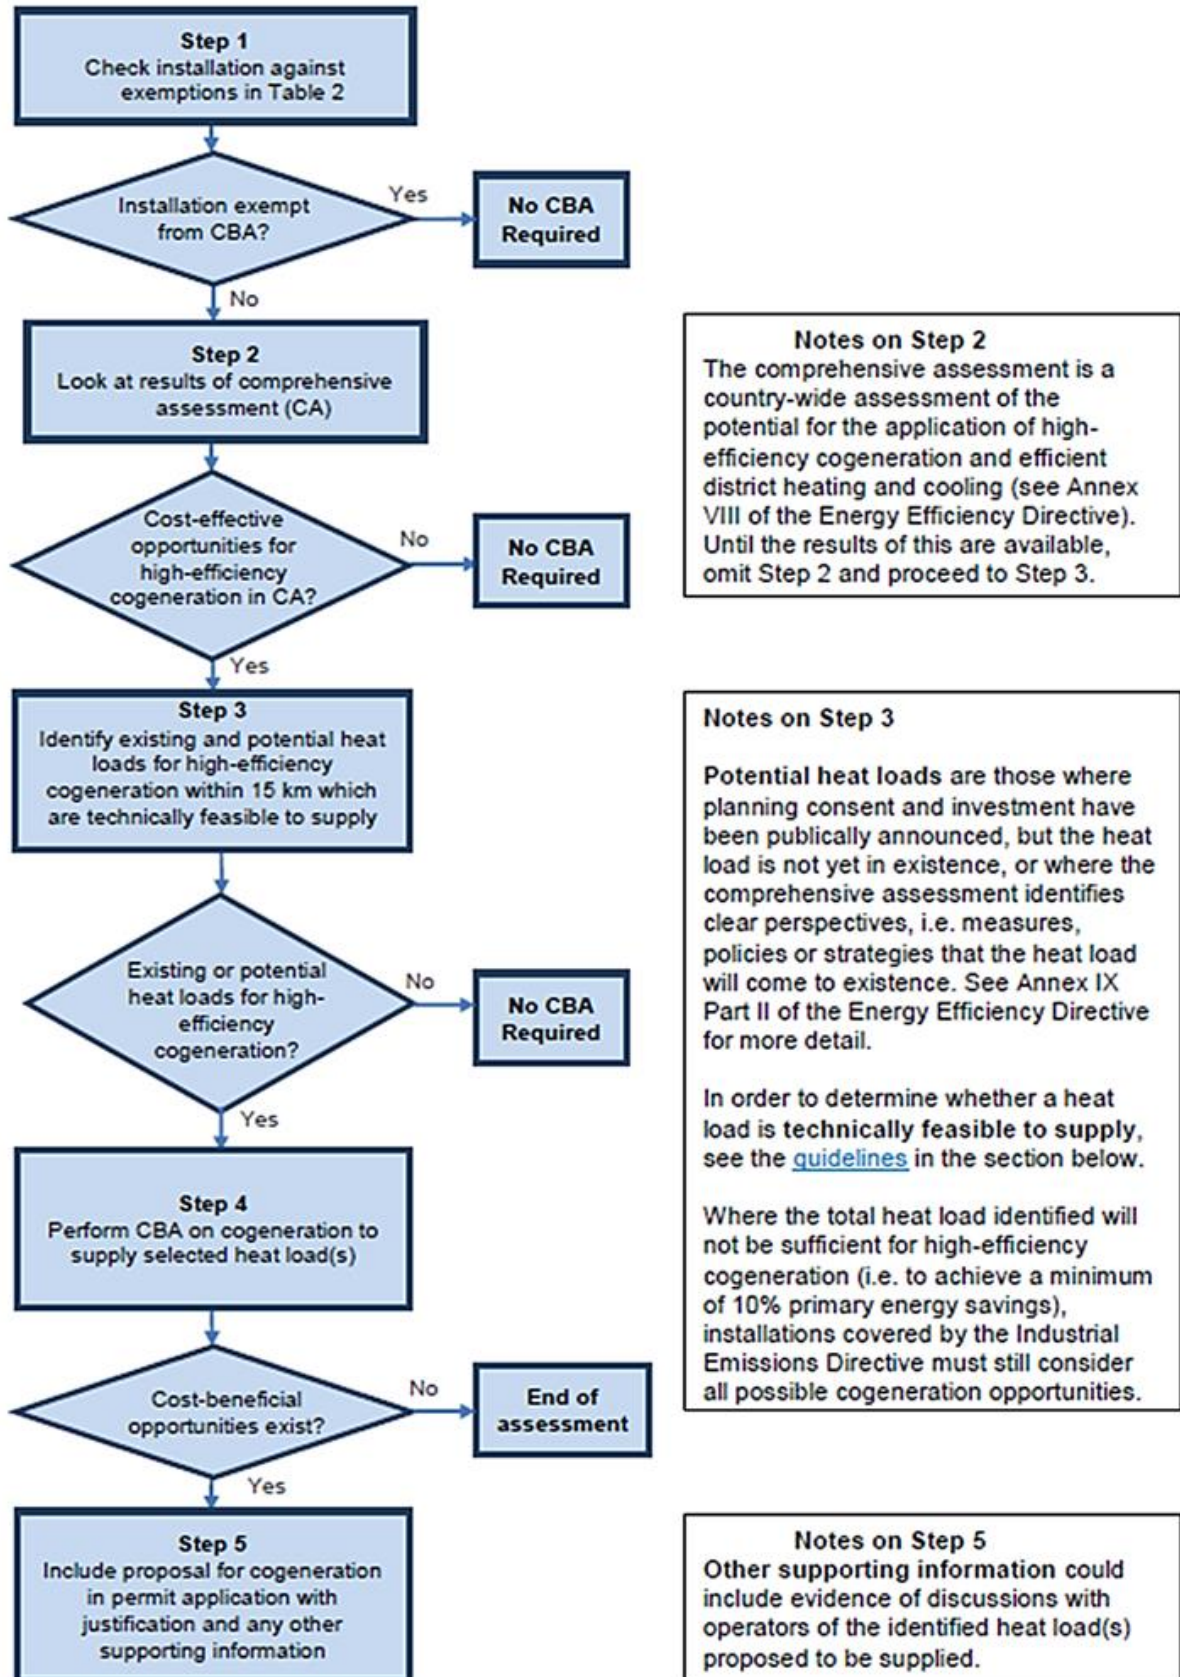 Step 1
Check installation against
exemptions in Table 2
Installation exempt
from CBA?
Yes
No CBA
Required
No
Step 2
Look at results of comprehensive
assessment (CA)
Notes on Step 2
The comprehensive assessment is a
country-wide assessment of the
potential for the application of high-
efficiency cogeneration and efficient
district heating and cooling (see Annex
VIII of the Energy Efficiency Directive).
Until the results of this are available,
omit Step 2 and proceed to Step 3.
Cost-effective
opportunities for
high-efficiency
cogeneration in CA?
No
No CBA
Required
Yes
Step 3
Identify existing and potential heat
loads for high-efficiency
cogeneration within 15 km which
are technically feasible to supply
Notes on Step 3
Potential heat loads are those where
planning consent and investment have
been publically announced, but the heat
load is not yet in existence, or where the
comprehensive assessment identifies
clear perspectives, i.e. measures,
policies or strategies that the heat load
will come to existence. See Annex IX
Part II of the Energy Efficiency Directive
for more detail.
In order to determine whether a heat
load is technically feasible to supply,
see the guidelines in the section below.
Where the total heat load identified will
not be sufficient for high-efficiency
cogeneration (i.e. to achieve a minimum
of 10% primary energy savings),
installations covered by the Industrial
Emissions Directive must still consider
all possible cogeneration opportunities.
Existing or potential
heat loads for high-
efficiency
cogeneration?
No
No CBA
Required
Yes
Step 4
Perform CBA on cogeneration to
supply selected heat load(s)
Cost-beneficial
opportunities exist?
No
End of
assessment
Yes
Step 5
Include proposal for cogeneration
in permit application with
justification and any other
supporting information
Notes on Step 5
Other supporting information could
include evidence of discussions with
operators of the identified heat load(s)
proposed to be supplied.